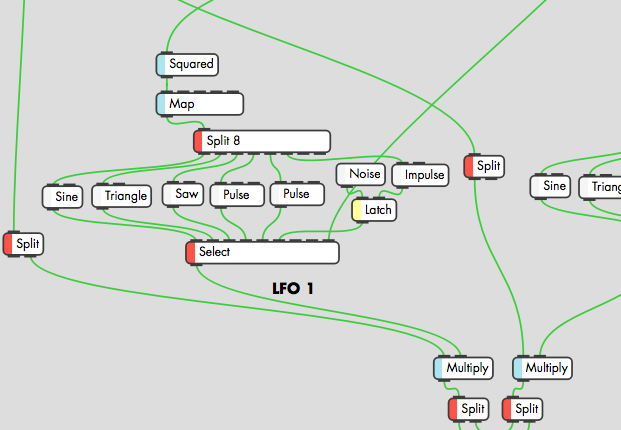 Squared
Map
Split 8
Noise
Impulse
Split
Sine
Triangle
Saw
Pulse
Pulse
Sine
Triang
Latch
Split
Select
LFO 1
Multiply
Multiply
Split
Split